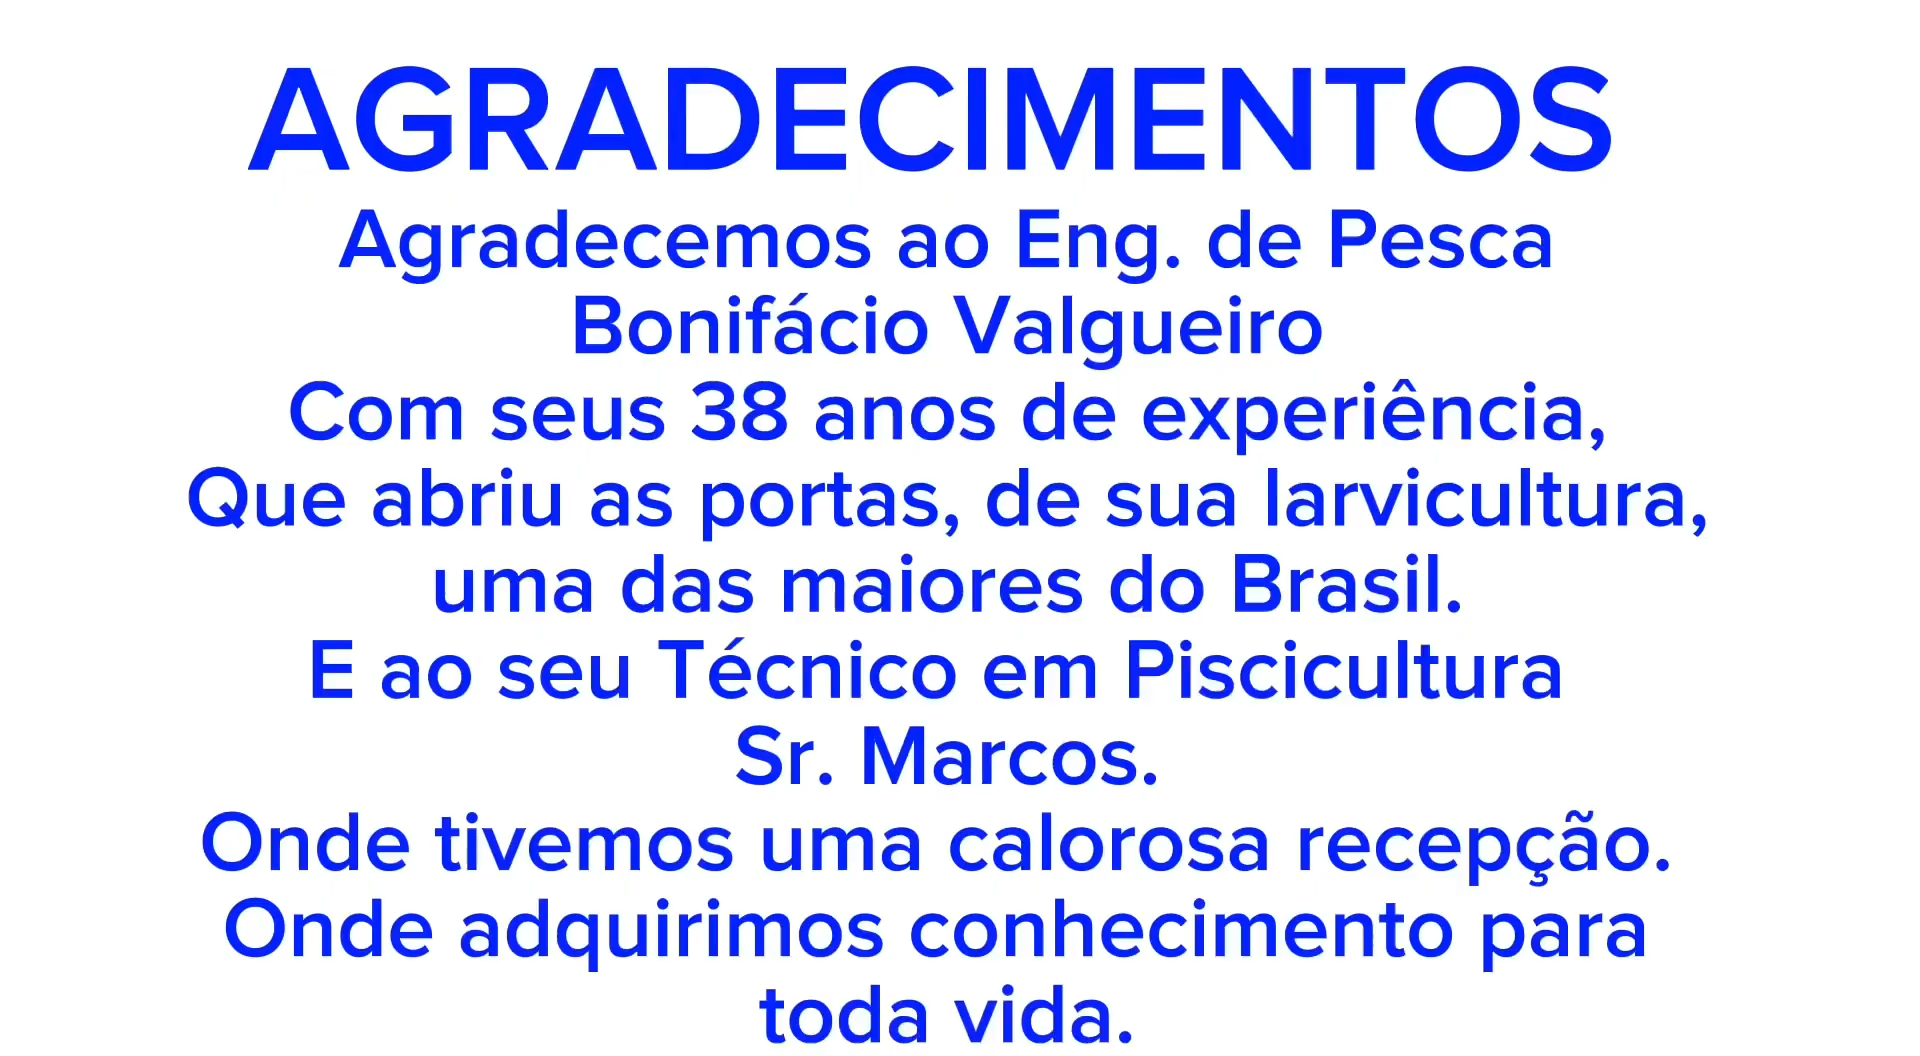 AGRADECIMENTOS
Agradecemos ao Eng. de Pesca
Bonifácio Valgueiro
Com seus 38 anos de experiência,
Que abriu as portas, de sua larvicultura,
uma das maiores do Brasil.
E ao seu Técnico em Piscicultura
Sr. Marcos.
Onde tivemos uma calorosa recepção.
Onde adquirimos conhecimento para
toda vida.